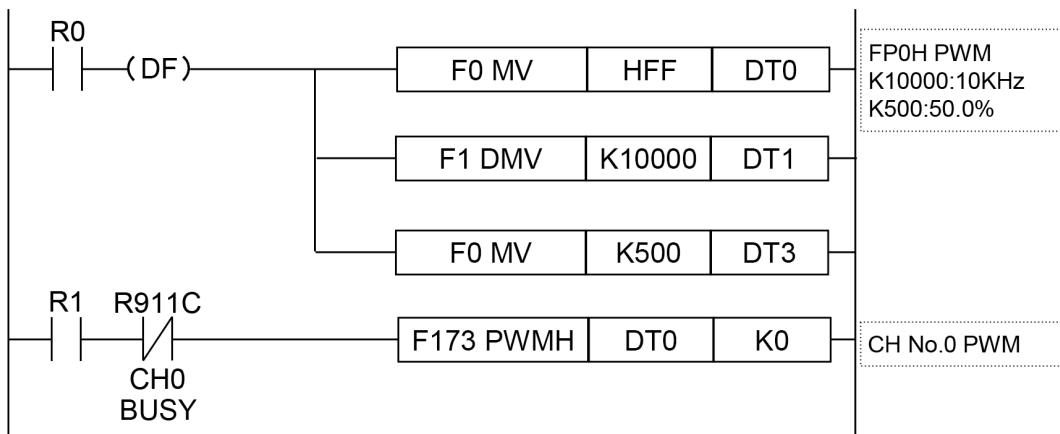 R0
(DF)
F0 MV HFF DT0
FP0H PWM
K10000:10KHz
K500:50.0%
F1 DMV K10000 DT1
F0 MV K500 DT3
R1 R911C
F173 PWMH DT0 K0
CH No.0 PWM
CH0
BUSY